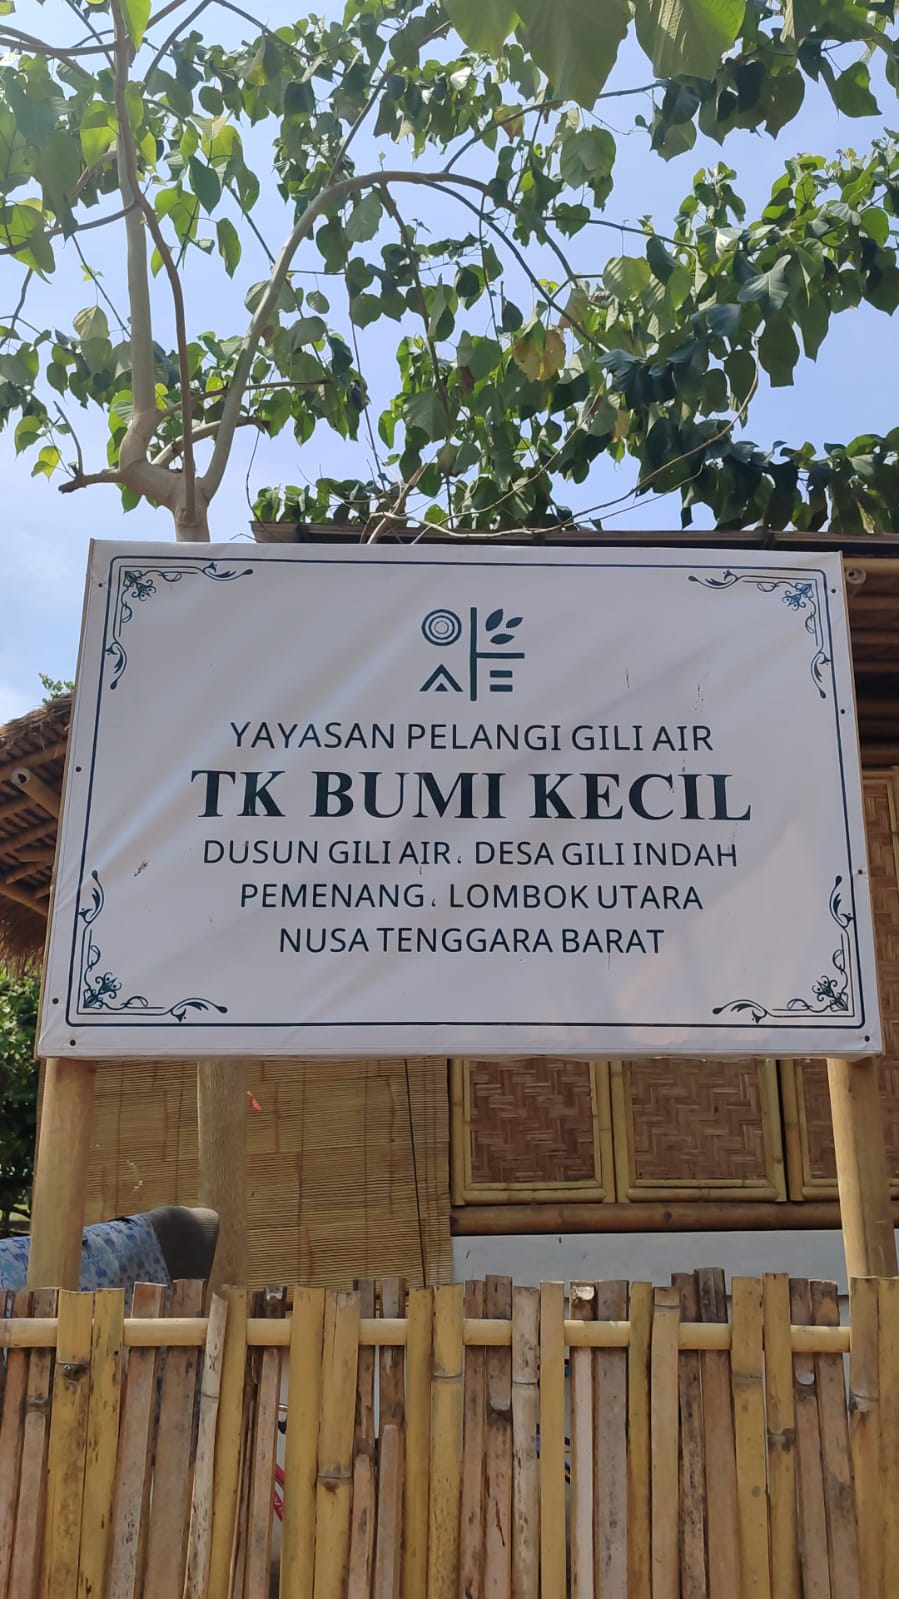 YAYASAN PELANGI GILI AIR
TK BUMI KECIL
DUSUN GILI AIR, DESA GILI INDAH
PEMENANG, LOMBOK UTARA
NUSA TENGGARA BARAT